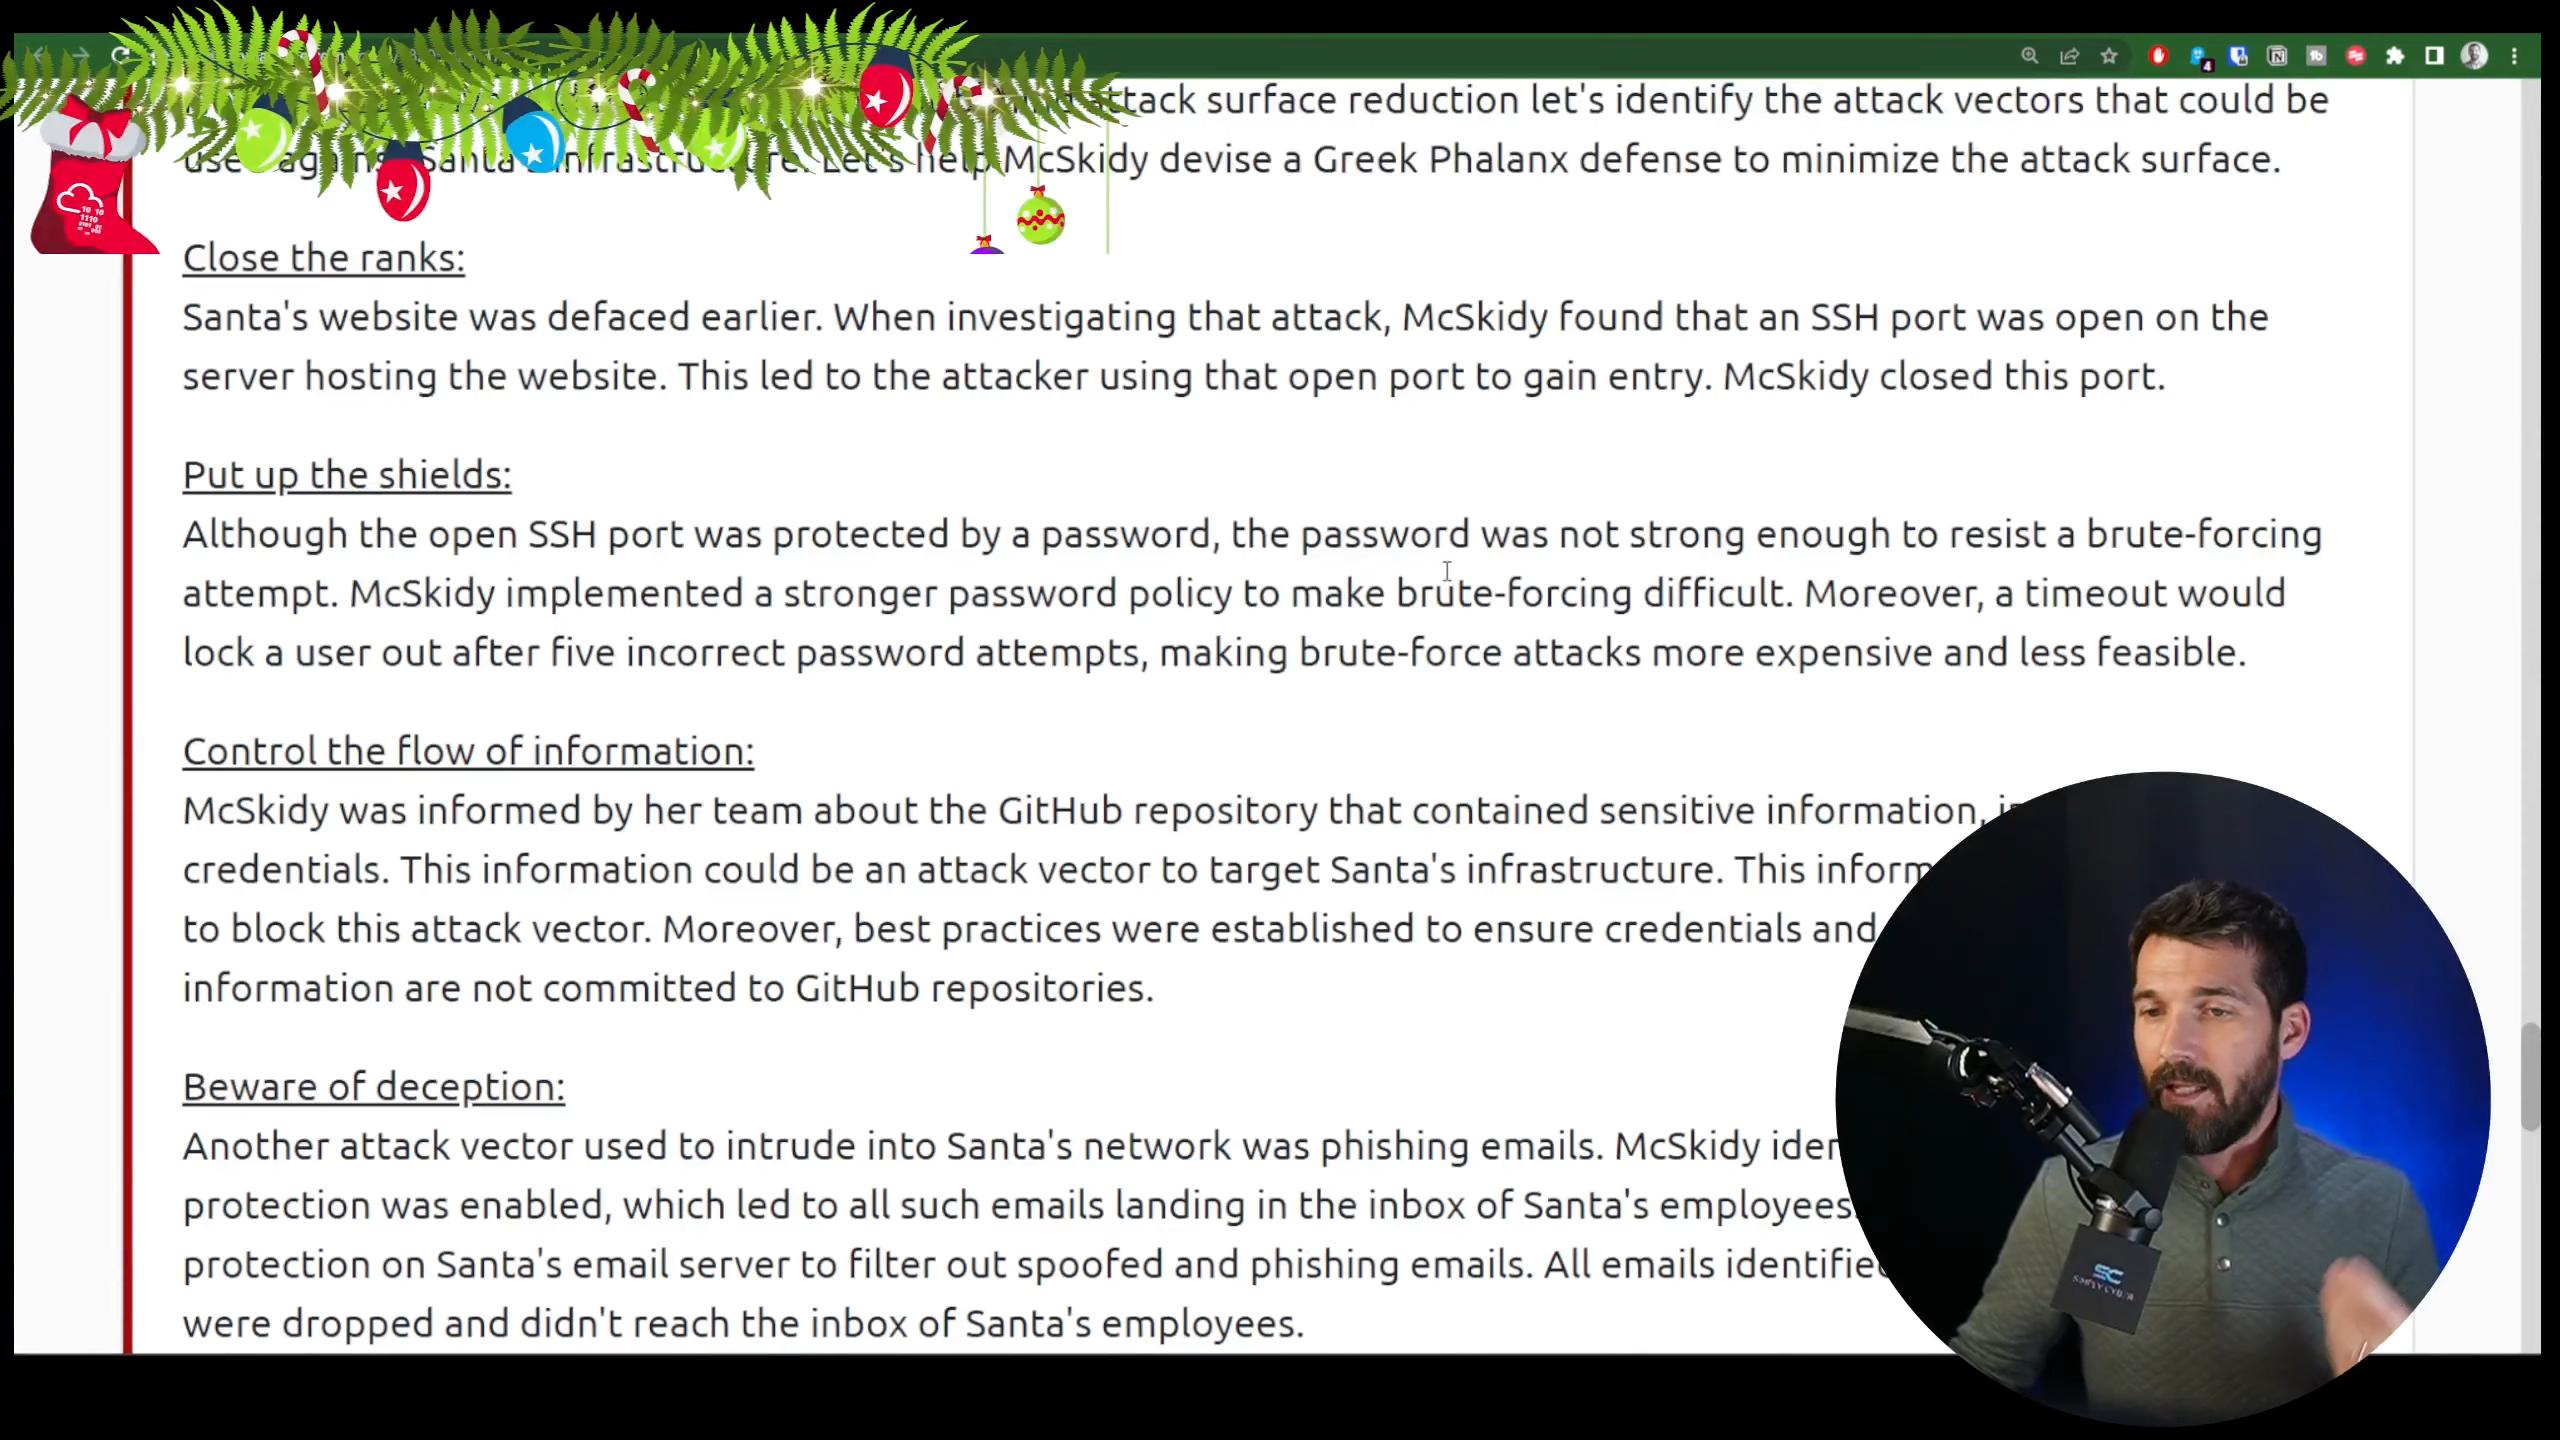 attack surface reduction let's identify the attack vectors that could be
McSkidy devise a Greek Phalanx defense to minimize the attack surface.
Close the ranks:
Santa's website was defaced earlier. When investigating that attack, McSkidy found that an SSH port was open on the
server hosting the website. This led to the attacker using that open port to gain entry. McSkidy closed this port.
Put up the shields:
Although the open SSH port was protected by a password, the password was not strong enough to resist a brute-forcing
attempt. McSkidy implemented a stronger password policy to make brute-forcing difficult. Moreover, a timeout would
lock a user out after five incorrect password attempts, making brute-force attacks more expensive and less feasible.
Control the flow of information:
McSkidy was informed by her team about the GitHub repository that contained sensitive information,
credentials. This information could be an attack vector to target Santa's infrastructure. This
to block this attack vector. Moreover, best practices were established to ensure credentials and
information are not committed to GitHub repositories.
Beware of deception:
Another attack vector used to intrude into Santa's network was phishing emails. McSkidy
protection was enabled, which led to all such emails landing in the inbox of Santa's employees.
protection on Santa's email server to filter out spoofed and phishing emails. All emails identified
were dropped and didn't reach the inbox of Santa's employees.
SC
SIMPLY CYBER